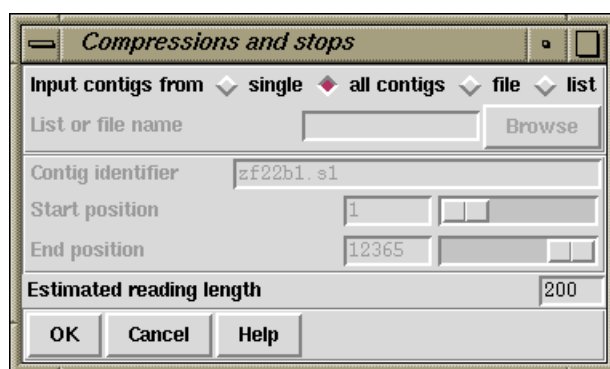 Compressions and stops
Input contigs from single all contigs file list
List or file name Browse
Contig identifier zf22b1.s1
Start position 1
End position 12365
Estimated reading length 200
OK Cancel Help